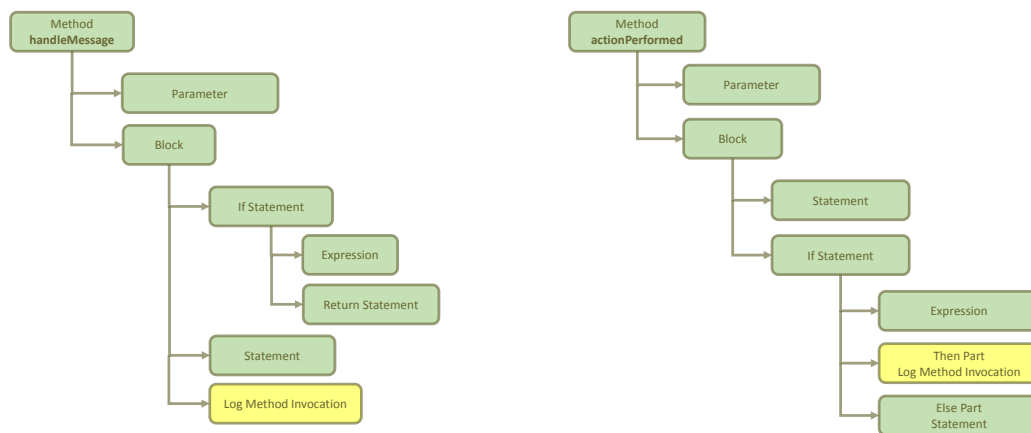 Method
handleMessage
Parameter
Block
If Statement
Expression
Return Statement
Statement
Log Method Invocation
Method
actionPerformed
Parameter
Block
Statement
If Statement
Expression
Then Part
Log Method Invocation
Else Part
Statement